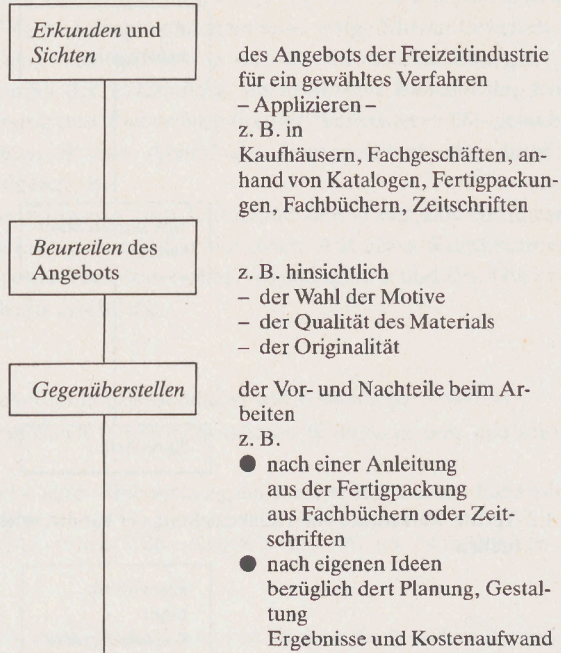 Erkunden und
Sichten
des Angebots der Freizeitindustrie
für ein gewähltes Verfahren
– Applizieren –
z. B. in
Kaufhäusern, Fachgeschäften, an-
hand von Katalogen, Fertigpackun-
gen, Fachbüchern, Zeitschriften
Beurteilen des
Angebots
z. B. hinsichtlich
– der Wahl der Motive
– der Qualität des Materials
– der Originalität
Gegenüberstellen
der Vor- und Nachteile beim Ar-
beiten
z. B.
● nach einer Anleitung
aus der Fertigpackung
aus Fachbüchern oder Zeit-
schriften
● nach eigenen Ideen
bezüglich dert Planung, Gestal-
tung
Ergebnisse und Kostenaufwand